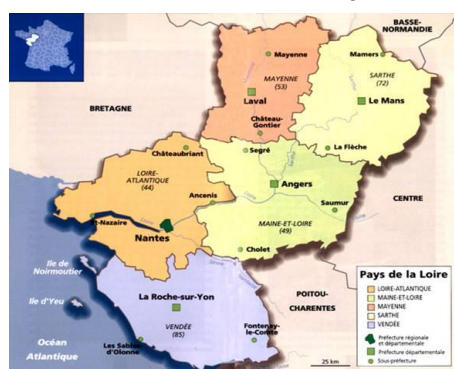 BASSE-
NORMANDIE
Mayenne
Mamers
MAYENNE
(53)
SARTHE
(72)
Laval
Le Mans
BRETAGNE
Château-
Gontier
Châteaubriant
Segré
La Flèche
LOIRE-
ATLANTIQUE
(44)
Angers
Ancenis
CENTRE
Saumur
St-Nazaire
Loire
MAINE-ET-LOIRE
(49)
Nantes
Cholet
Ile de
Noirmoutier
Pays de la Loire
LOIRE-ATLANTIQUE
MAINE-ET-LOIRE
MAYENNE
SARTHE
VENDÉE
Préfecture régionale
et départementale
Préfecture départementale
Sous-préfecture
La Roche-sur-Yon
POITOU-
CHARENTES
Ile d'Yeu
VENDÉE
(85)
Fontenay-
le-Comte
Les Sables
d'Olonne
Océan
Atlantique
25 km